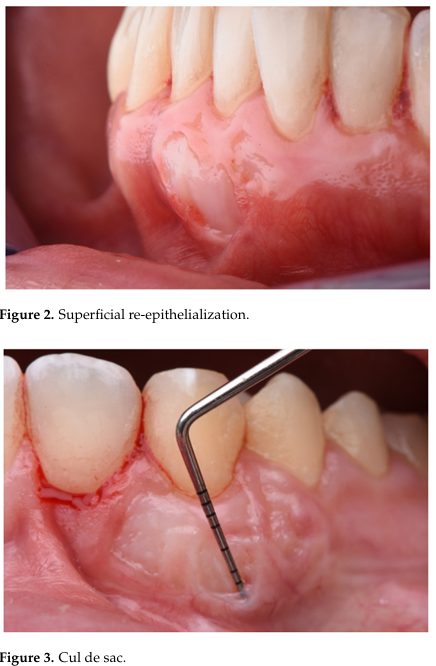 Figure 2. Superficial re-epithelialization.
Figure 3. Cul de sac.